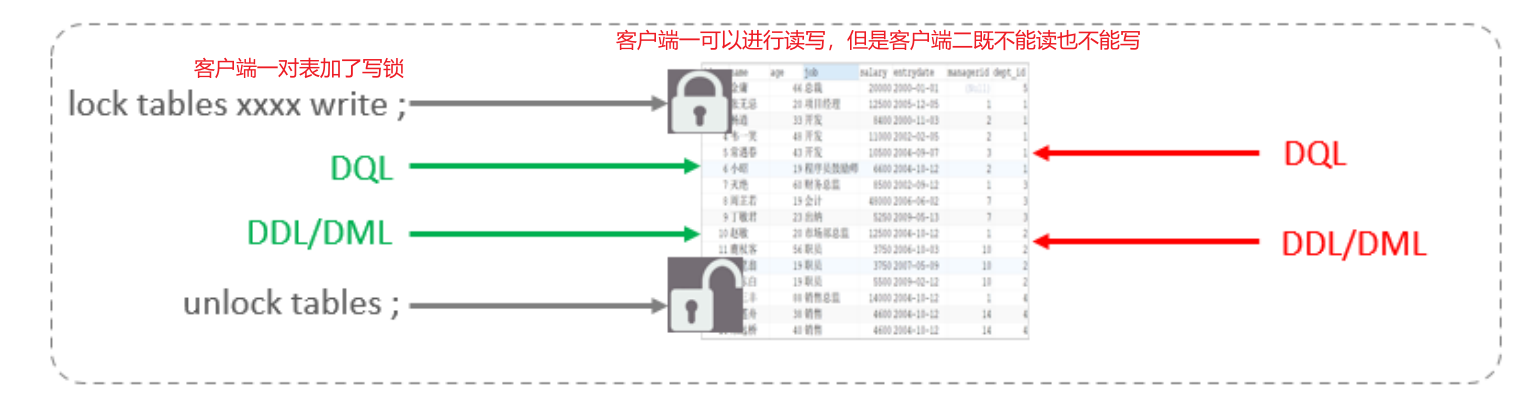 客户端一可以进行读写，但是客户端二既不能读也不能写
客户端一对表加了写锁
lock tables xxxx write ;
DQL
DDL/DML
unlock tables ;
name age job salary entrydate managerid dept_id
66 总裁 20000 2000-01-01 (Null) 5
张无忌 20 项目经理 12500 2005-12-05 1 1
杨逍 33 开发 8400 2000-11-03 2 1
4 韦一笑 48 开发 11000 2002-02-05 2 1
5 常遇春 43 开发 10500 2004-09-07 3 1
6 小昭 19 程序员鼓励师 6600 2004-10-12 2 1
7 灭绝 60 财务总监 8500 2002-09-12 1 3
8 周芷若 19 会计 48000 2006-06-02 7 3
9 丁敏君 23 出纳 5250 2009-05-13 7 3
10 赵敏 20 市场部总监 12500 2004-10-12 1 2
11 鹿杖客 56 职员 3750 2006-10-03 10 2
19 职员 3750 2007-05-09 10 2
19 职员 5500 2009-02-12 10 2
88 销售总监 14000 2004-10-12 1 4
38 销售 4600 2004-10-12 14 4
40 销售 4600 2004-10-12 14 4
DQL
DDL/DML